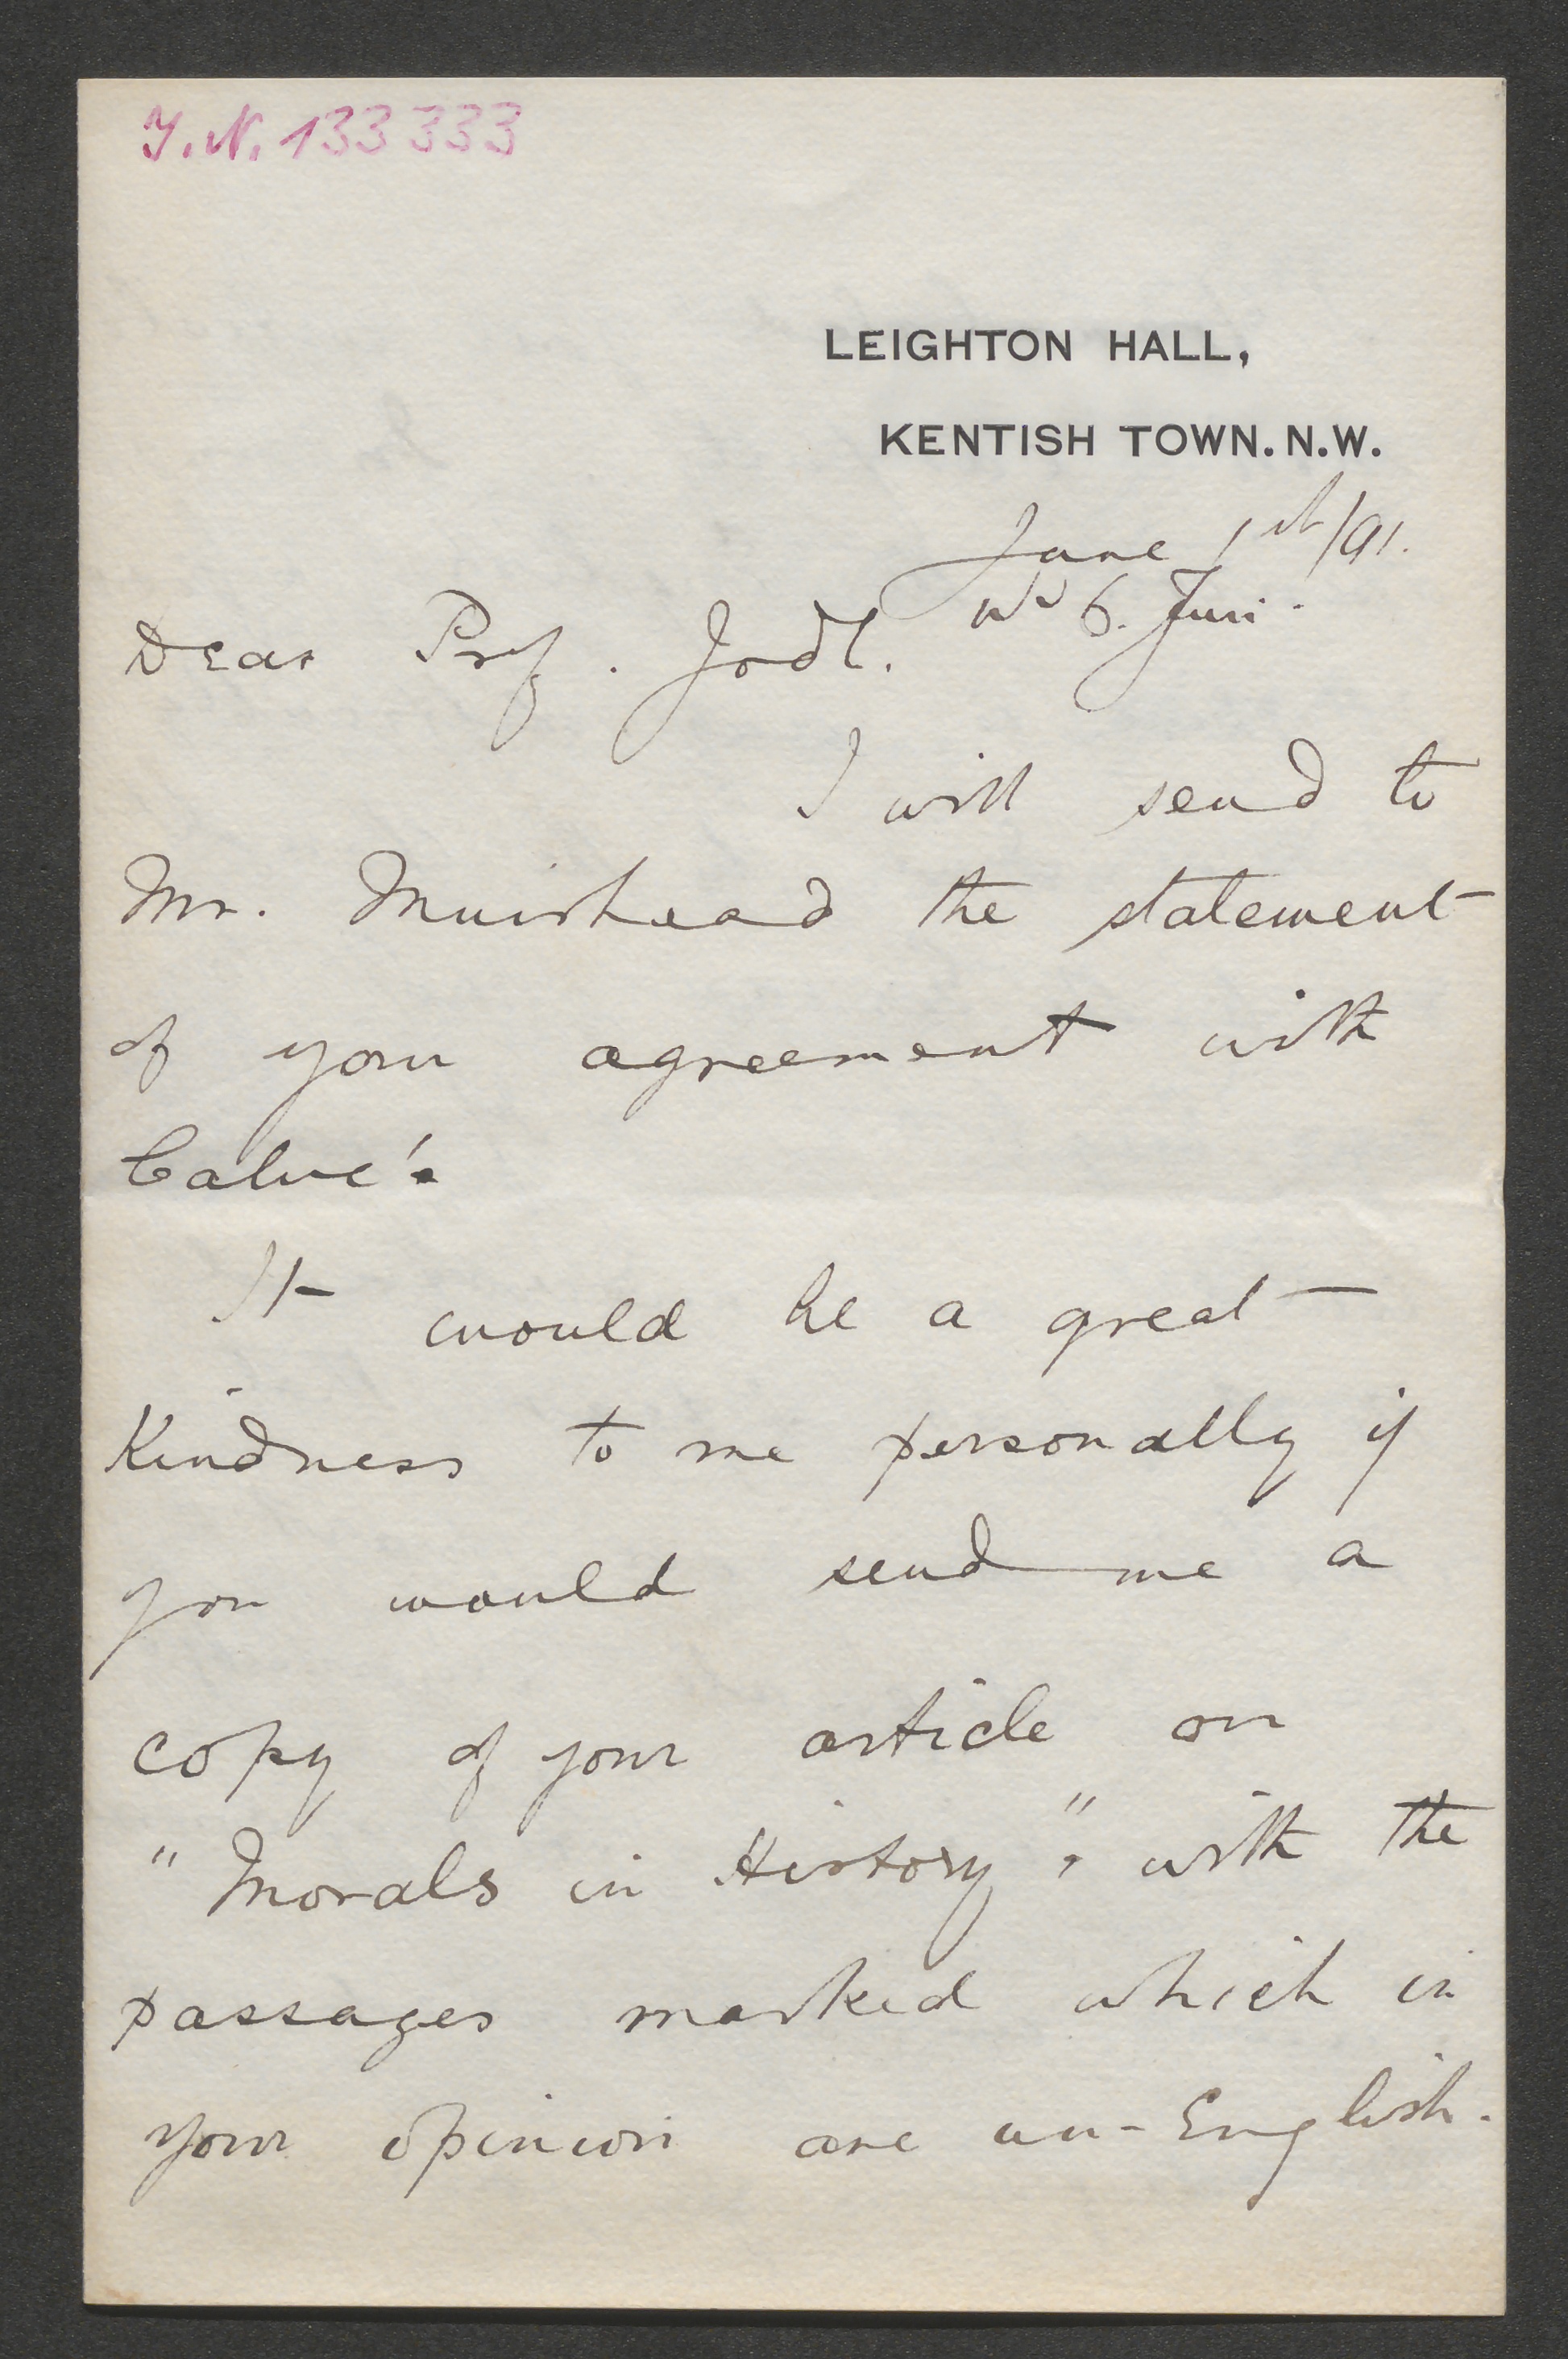 J.N. 133333
LEIGHTON HALL,
KENTISH TOWN. N.W.
June 1st/91.
6. Juni.
Dear Prof. Jodl.
I will send to
Mr. Muirhead the statement
of your agreement with
Calve's
It would be a great
Kindness to me personally if
you would send me a
copy of your article on
"Morals in History", with the
passages marked which in
your opinion are un-English.